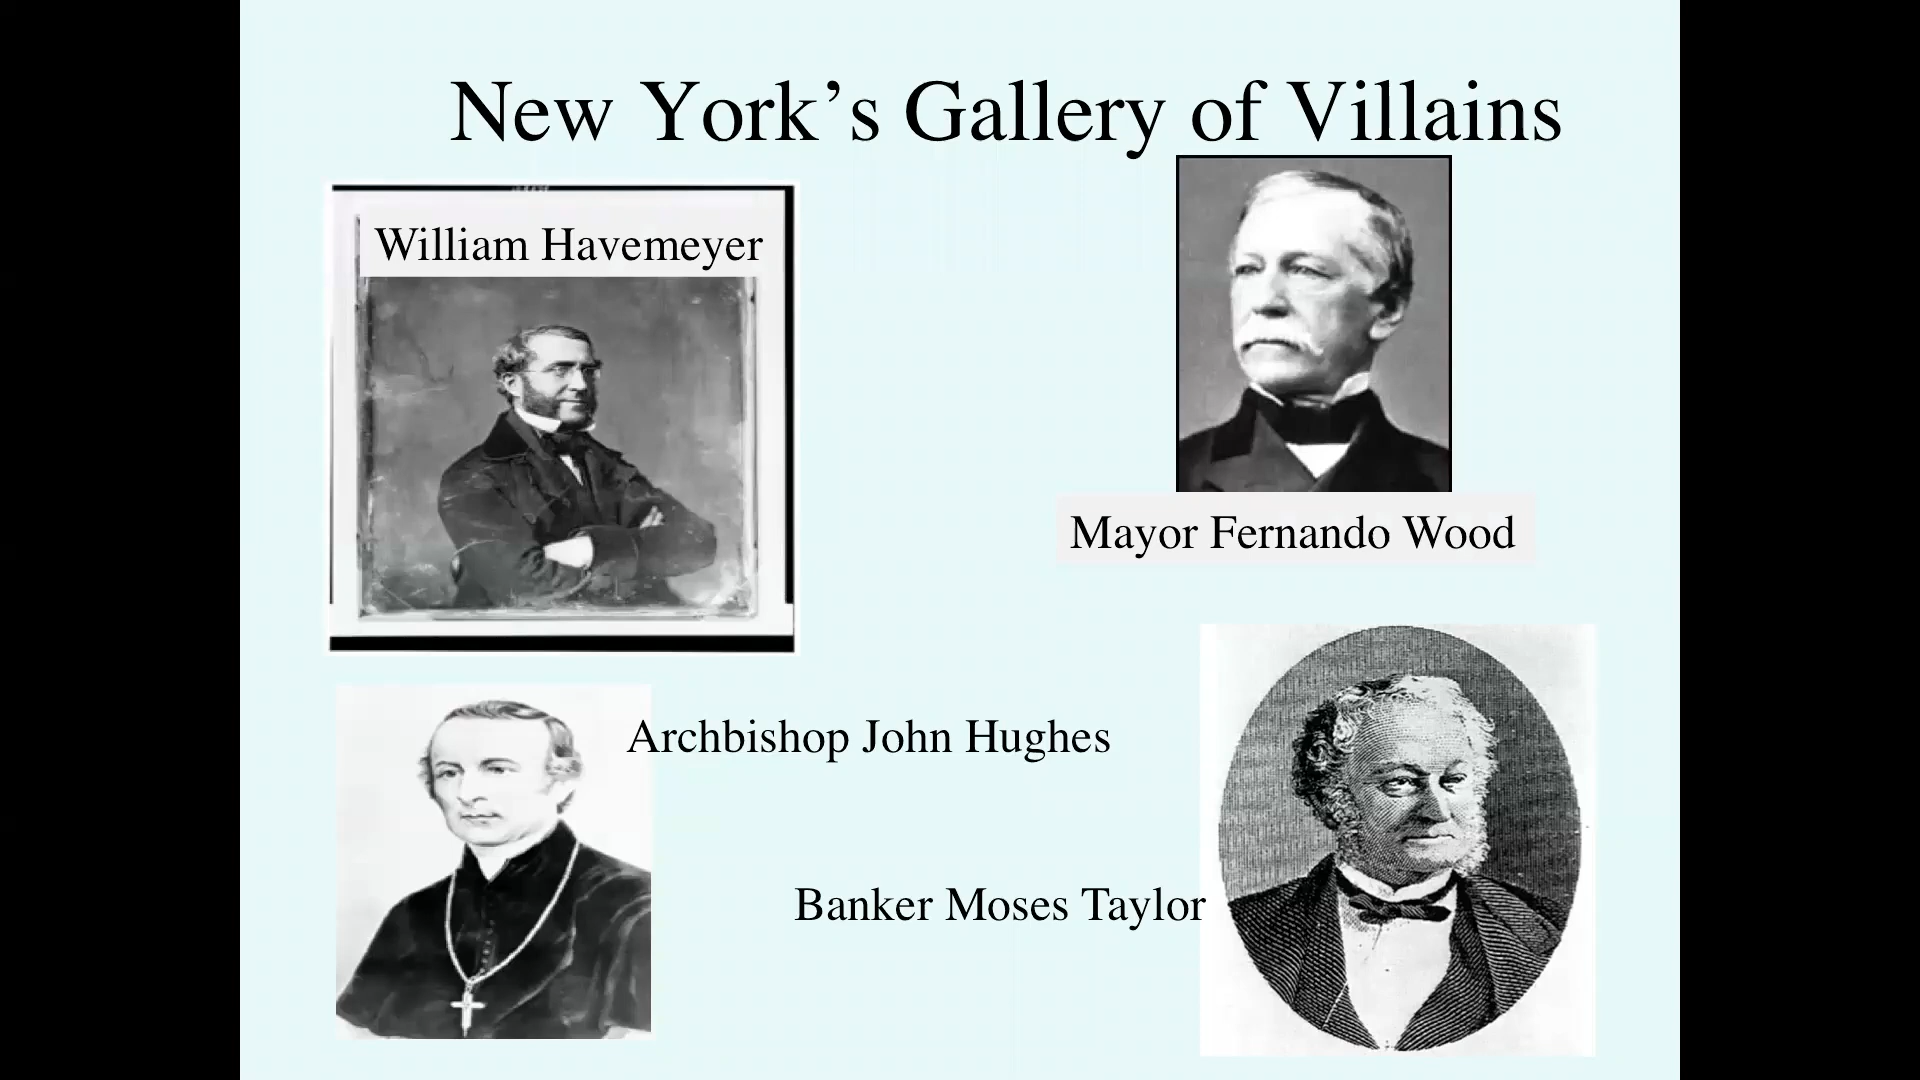 New York’s Gallery of Villains
William Havemeyer
Mayor Fernando Wood
Archbishop John Hughes
Banker Moses Taylor